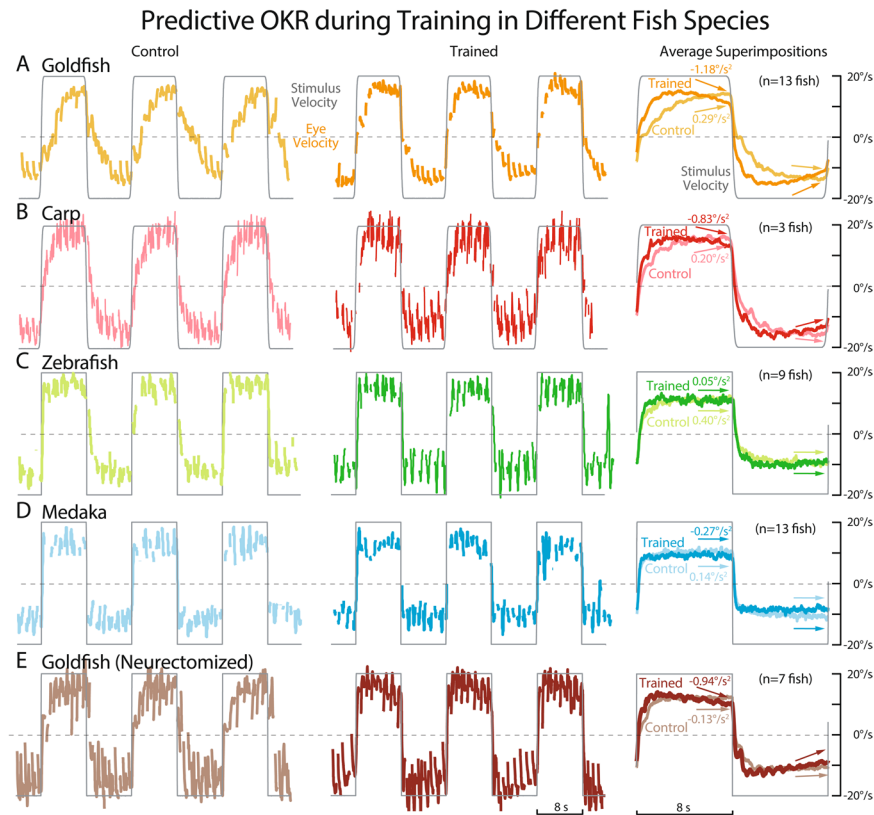 Predictive OKR during Training in Different Fish Species
Control
Trained
Average Superimpositions
A Goldfish
Stimulus
Velocity
Eye
Velocity
Trained
-1.18°/s²
(n=13 fish)
0.29°/s²
Control
Stimulus
Velocity
20°/s
0°/s
-20°/s
B Carp
Trained
-0.83°/s²
(n=3 fish)
0.20°/s²
Control
20°/s
0°/s
-20°/s
C Zebrafish
Trained
0.05°/s²
(n=9 fish)
Control
0.40°/s²
20°/s
0°/s
-20°/s
D Medaka
Trained
-0.27°/s²
(n=13 fish)
Control
0.14°/s²
20°/s
0°/s
-20°/s
E Goldfish (Neurectomized)
Trained
-0.94°/s²
(n=7 fish)
Control
-0.13°/s²
20°/s
0°/s
-20°/s
8 s
8 s